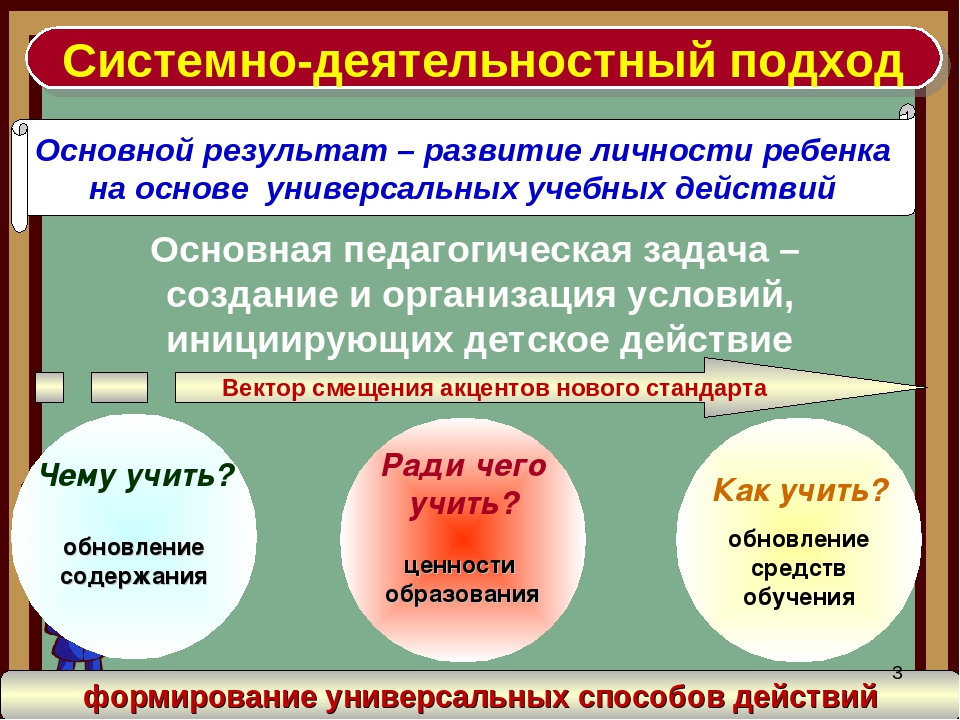 Системно-деятельностный подход
Основной результат – развитие личности ребенка
на основе универсальных учебных действий
Основная педагогическая задача –
создание и организация условий,
инициирующих детское действие
Вектор смещения акцентов нового стандарта
Чему учить?
обновление
содержания
Ради чего
учить?
ценности
образования
Как учить?
обновление
средств
обучения
3
формирование универсальных способов действий